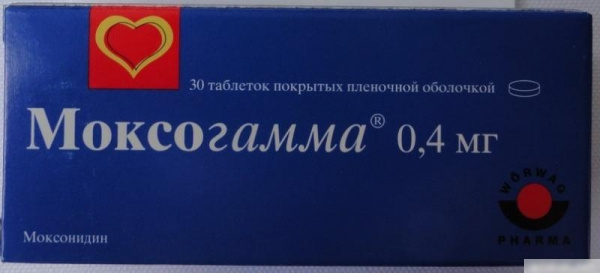 30 таблеток покрытых пленочной оболочкой
Моксогамма® 0,4 мг
Моксонидин
WÖRWAG
PHARMA